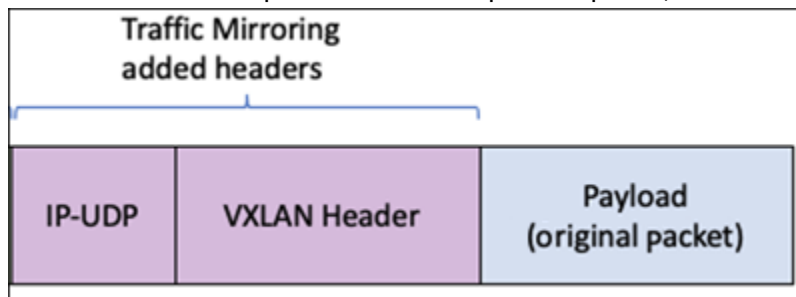 Traffic Mirroring
added headers
IP-UDP
VXLAN Header
Payload
(original packet)